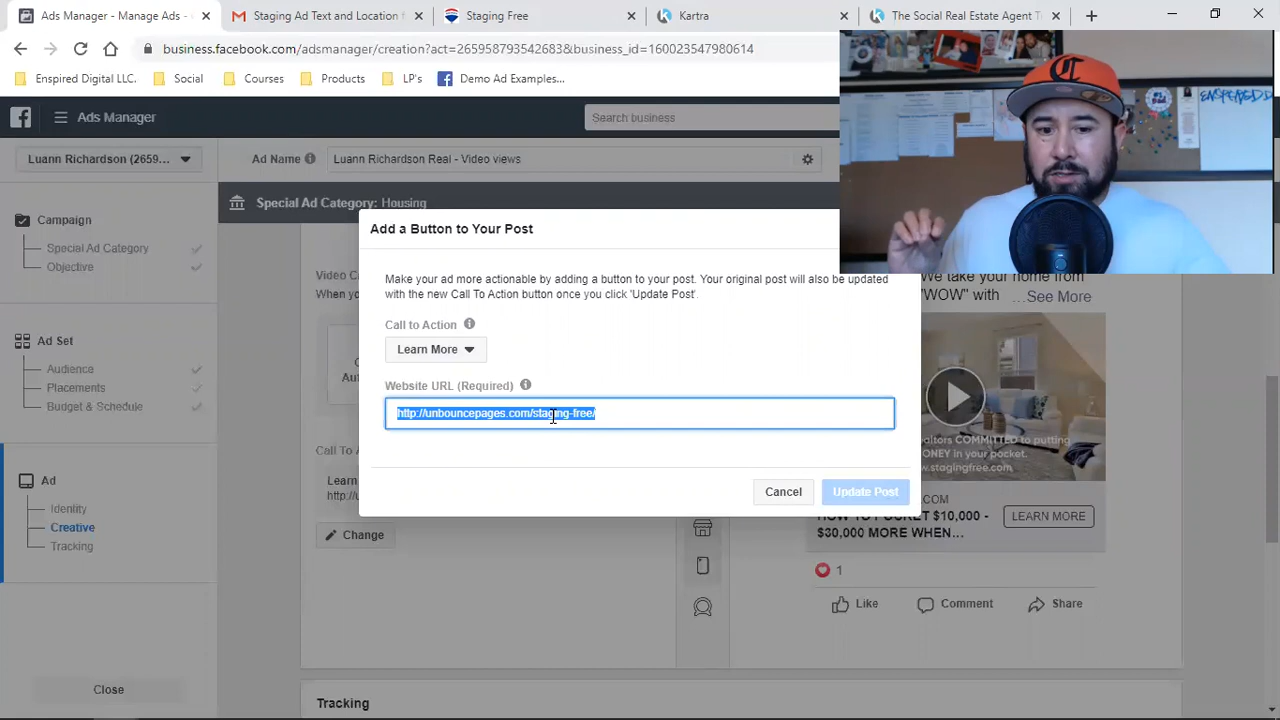 Ads Manager - Manage Ads -
Staging Ad Text and Location f
Staging Free
Kartra
The Social Real Estate Agent T
business.facebook.com/adsmanager/creation?act=265958793542683&business_id=160023547980614
Enspired Digital LLC.
Social
Courses
Products
LP's
Demo Ad Examples...
Ads Manager
Search business
Luann Richardson (2659...
Ad Name
Luann Richardson Real - Video views
Special Ad Category: Housing
Campaign
Special Ad Category
Objective
Ad Set
Audience
Placements
Budget & Schedule
Ad
Identity
Creative
Tracking
Close
Add a Button to Your Post
Make your ad more actionable by adding a button to your post. Your original post will also be updated
with the new Call To Action button once you click 'Update Post'.
Call to Action
Learn More
Website URL (Required)
http://unbouncepages.com/staging-free/
Cancel
Update Post
Video Ca
When yo
C
Aut
Call To A
Learn
http://u
Change
We take your home from
"WOW" with ...See More
altors COMMITTED to putting
ONEY in your pocket.
w.stagingfree.com
.COM
HOW TO POCKET $10,000 -
$30,000 MORE WHEN...
LEARN MORE
1
Like
Comment
Share
Tracking
C